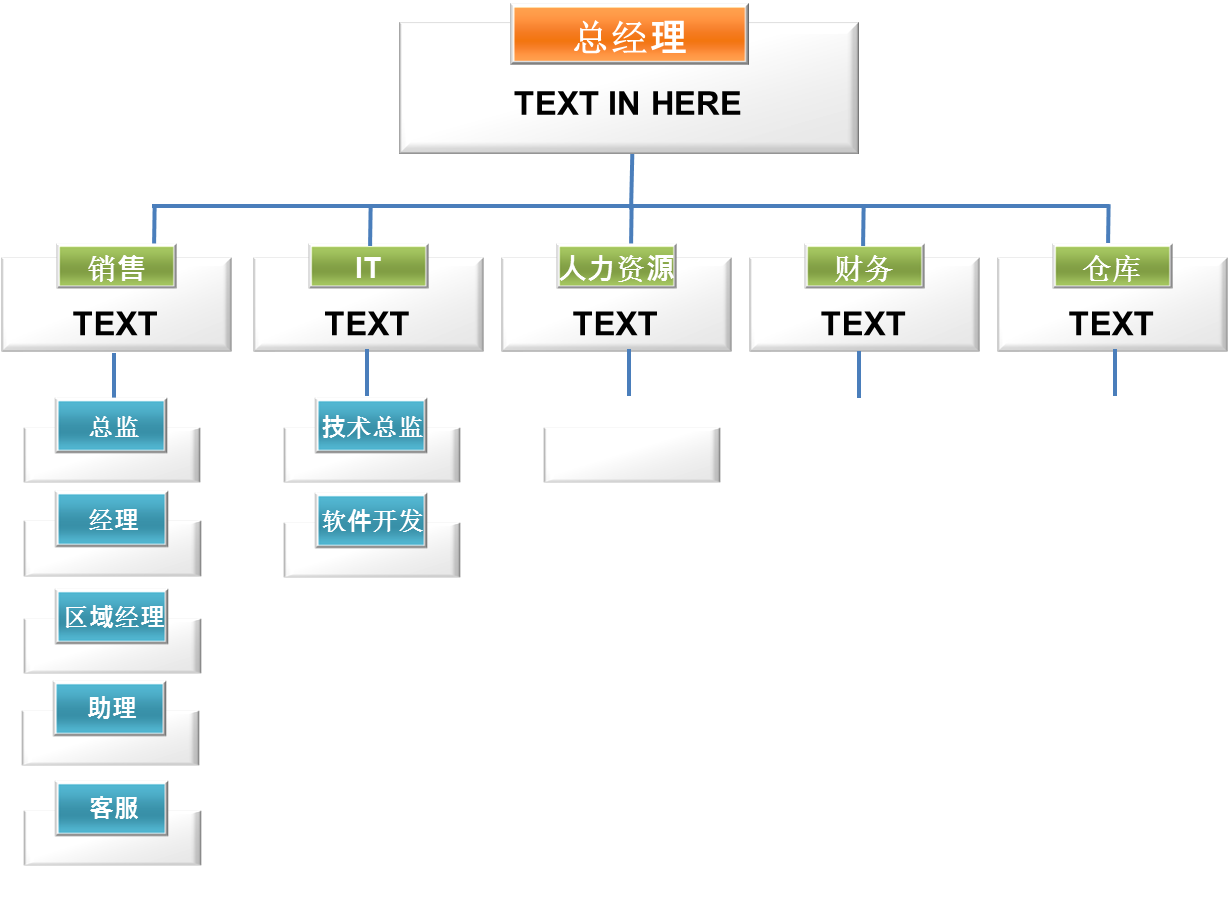 总经理
TEXT IN HERE
销售
IT
人力资源
财务
仓库
TEXT
TEXT
TEXT
TEXT
TEXT
总监
技术总监
经理
软件开发
区域经理
助理
客服